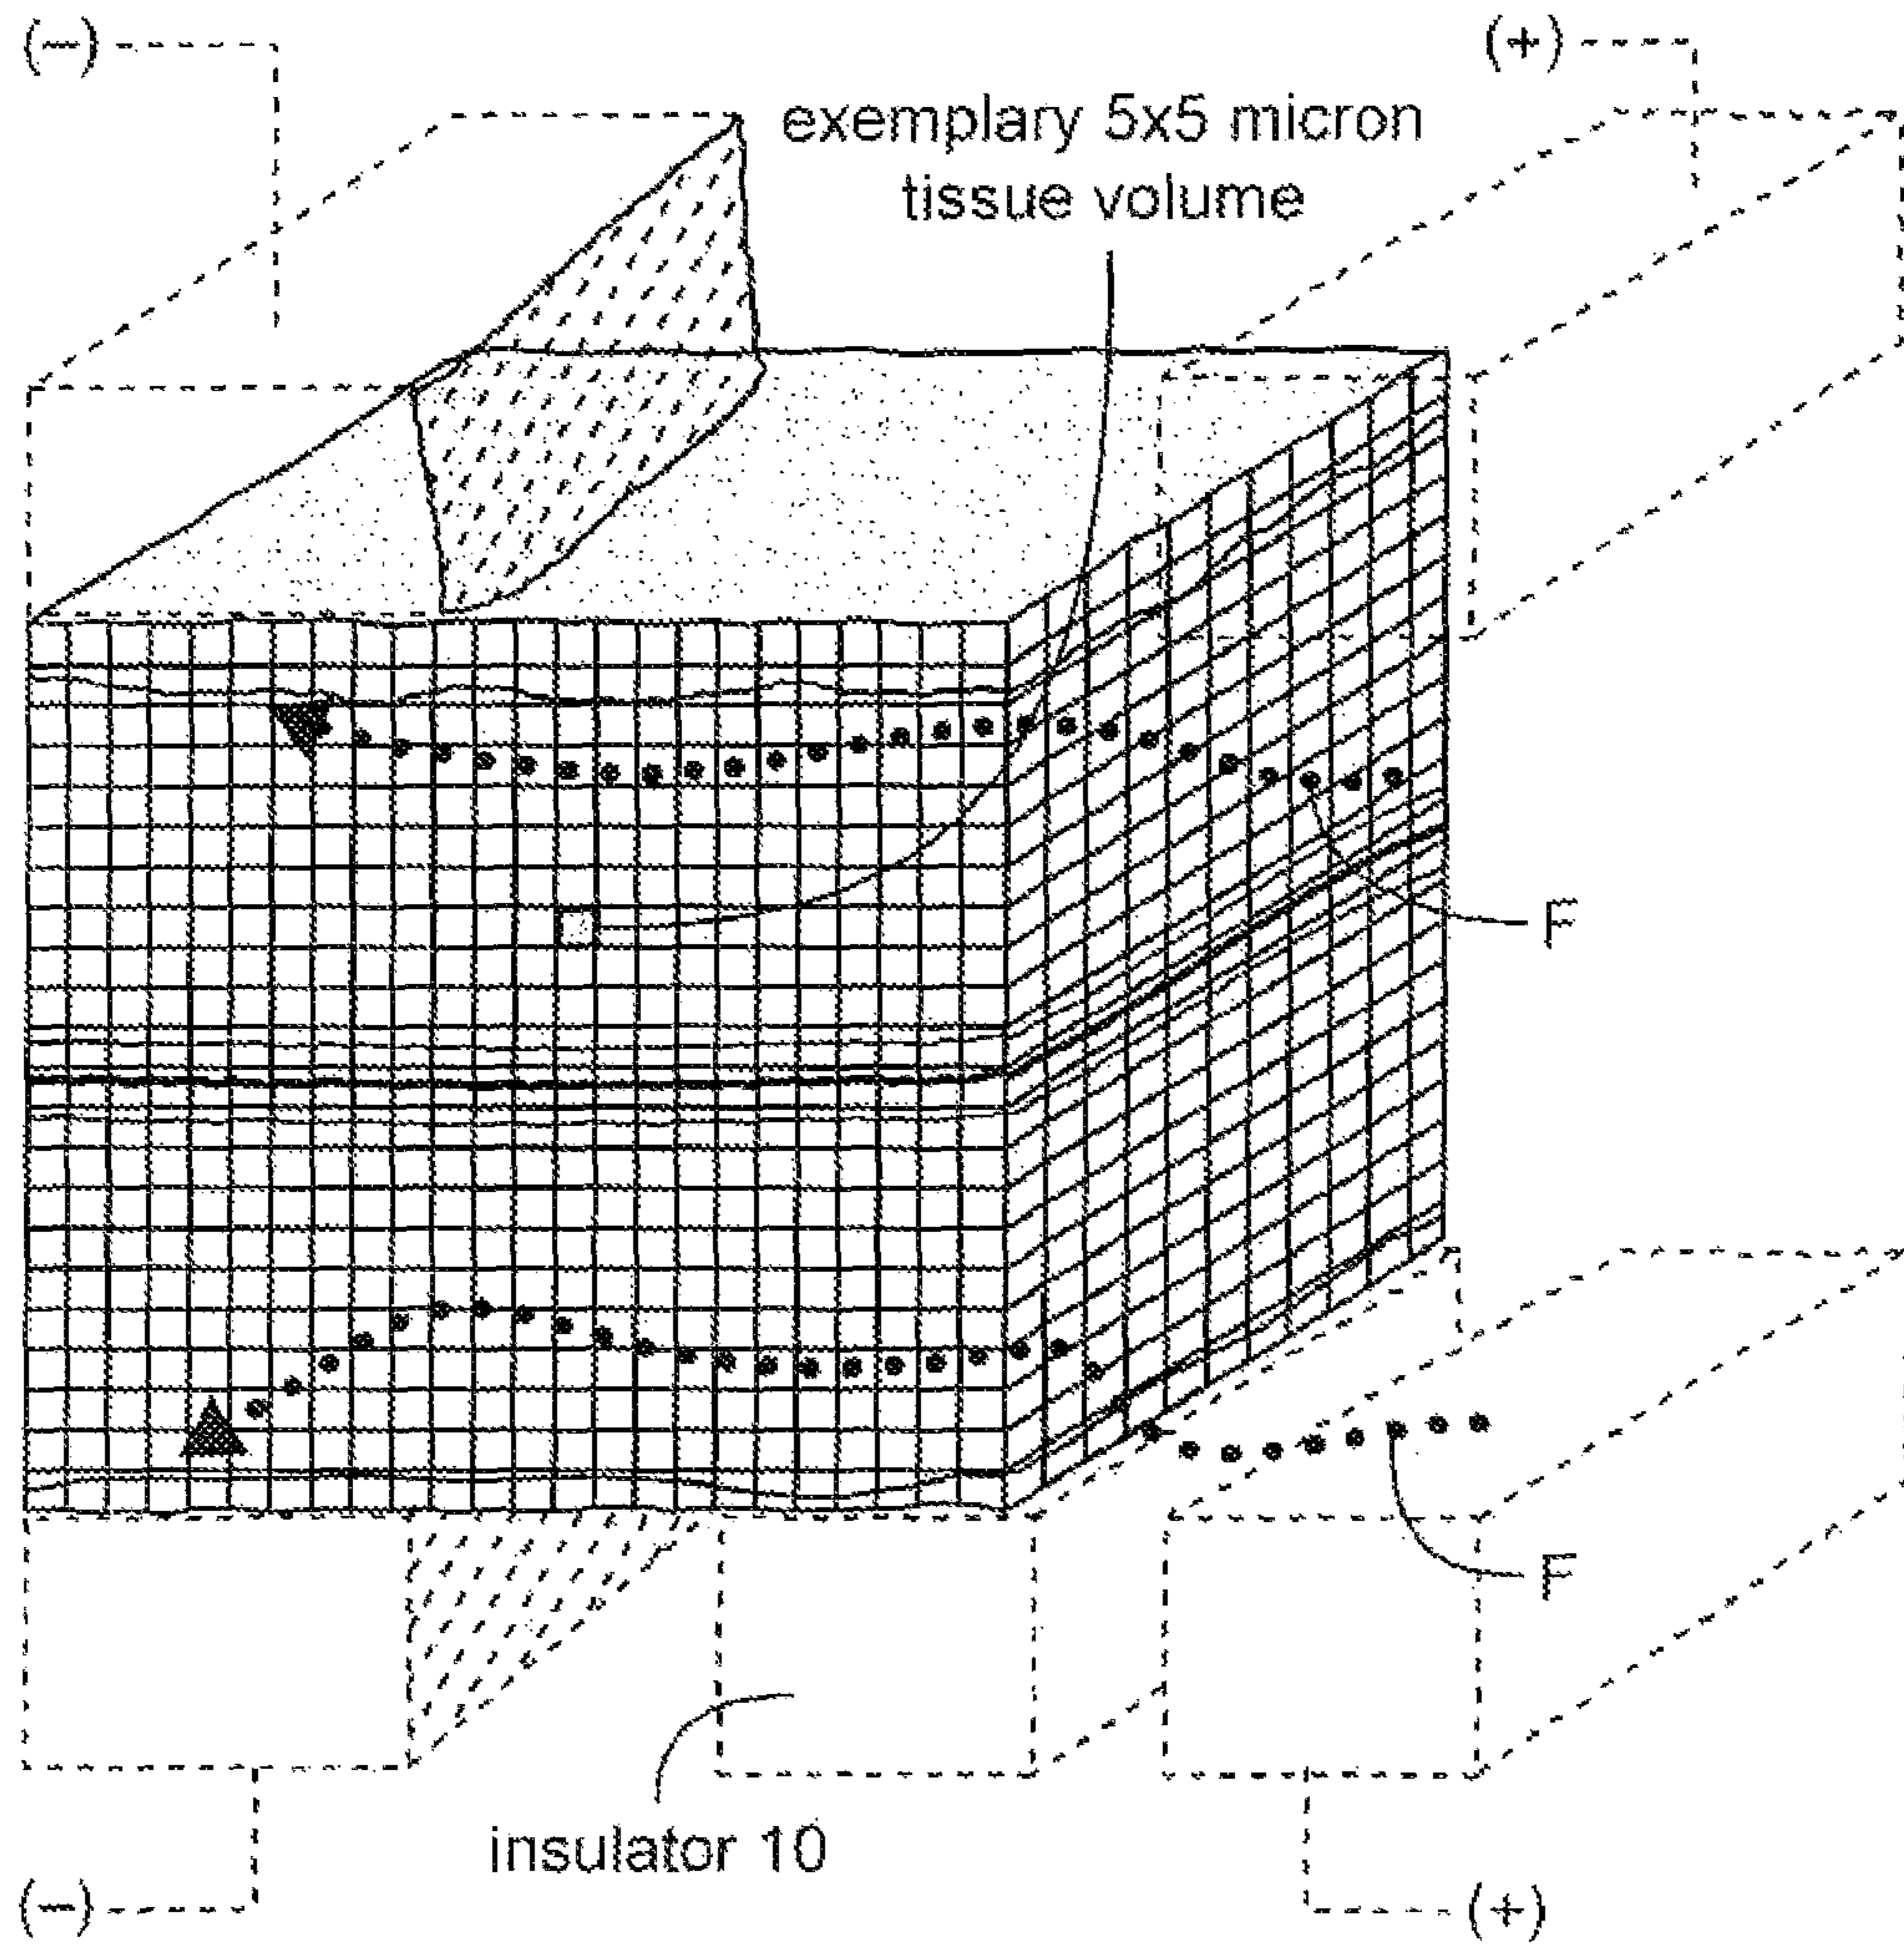 (−)
(+)
exemplary 5x5 micron
tissue volume
F
F
insulator 10
(−)
(+)